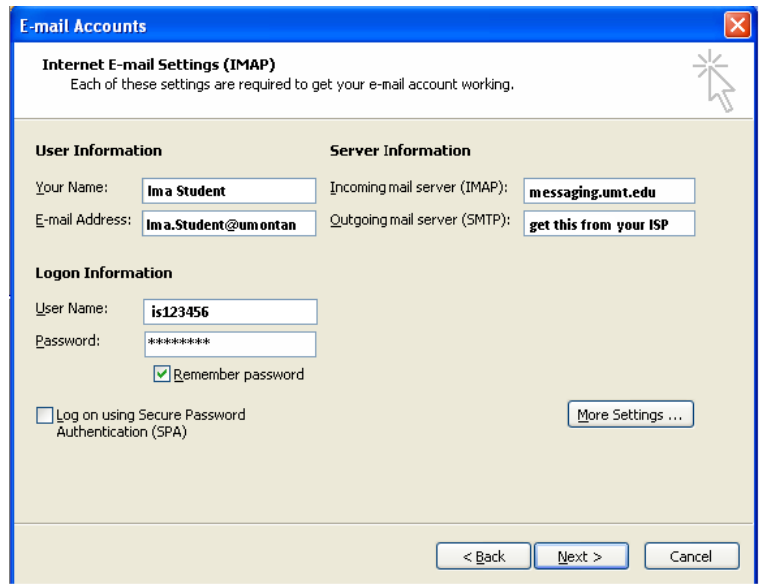 E-mail Accounts
Internet E-mail Settings (IMAP)
Each of these settings are required to get your e-mail account working.
User Information
Your Name: Ima Student
E-mail Address: Ima.Student@umontan
Server Information
Incoming mail server (IMAP): messaging.umt.edu
Outgoing mail server (SMTP): get this from your ISP
Logon Information
User Name: is123456
Password: ********
Remember password
Log on using Secure Password
Authentication (SPA)
More Settings ...
< Back
Next >
Cancel